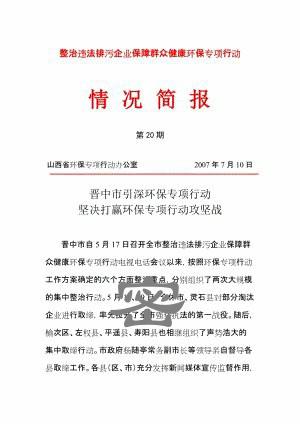 整治违法排污企业保障群众健康环保专项行动
情 况 简 报
第 20 期
山西省环保专项行动办公室 2007 年 7 月 10 日
晋中市引深环保专项行动
坚决打赢环保专项行动攻坚战
晋中市自 5 月 17 日召开全市整治违法排污企业保障群
众健康环保专项行动电视电话会议以来，按照环保专项行动
工作方案确定的六个方面整治重点，分别组织了两次大规模
的集中整治行动。5 月 日 休市、灵石县对部分淘汰
企业进行取缔，率先拉开了全市强 执法的第一战役。随后，
榆次区、左权县、平遥县、寿阳县也相继组织了声势浩大的
集中取缔行动。市政府杨随亭常务副市长等领导亲自督导各
县取缔工作。各县（区、市）充分发挥新闻媒体宣传监督作用，